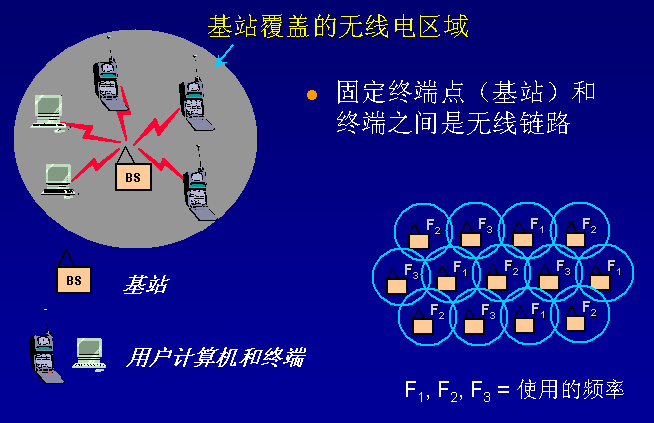 基站覆盖的无线电区域
固定终端点（基站）和
终端之间是无线链路
BS
BS
基站
用户计算机和终端
F2 F3 F1 F2
F3 F1 F2 F3 F1
F2 F3 F1 F2
F1, F2, F3 = 使用的频率